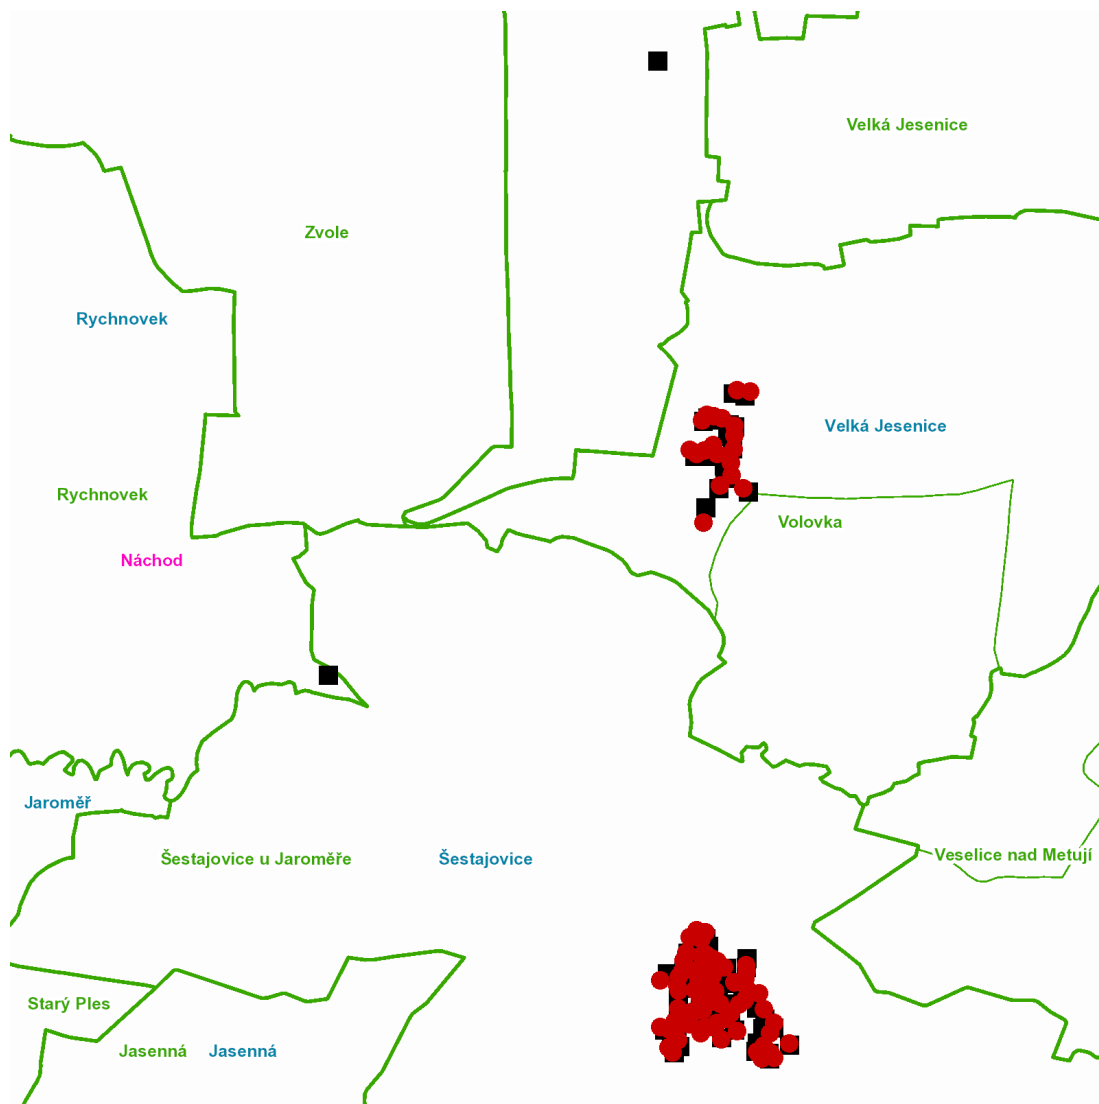 Velká Jesenice
Zvole
Rychnovek
Velká Jesenice
Rychnovek
Volovka
Náchod
Jaroměř
Šestajovice u Jaroměře
Šestajovice
Veselice nad Metují
Starý Ples
Jasenná
Jasenná